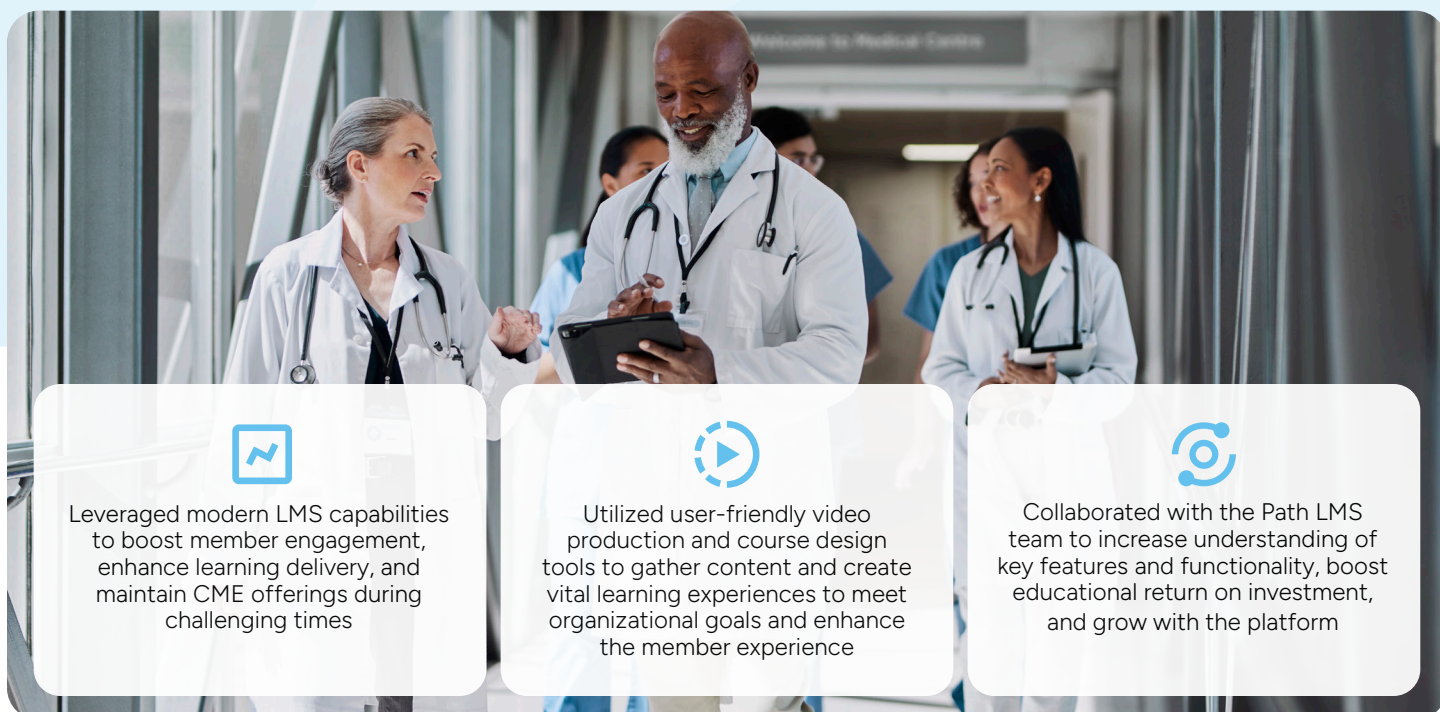 Welcome to Medical Centre
Leveraged modern LMS capabilities
to boost member engagement,
enhance learning delivery, and
maintain CME offerings during
challenging times
Utilized user-friendly video
production and course design
tools to gather content and create
vital learning experiences to meet
organizational goals and enhance
the member experience
Collaborated with the Path LMS
team to increase understanding of
key features and functionality, boost
educational return on investment,
and grow with the platform